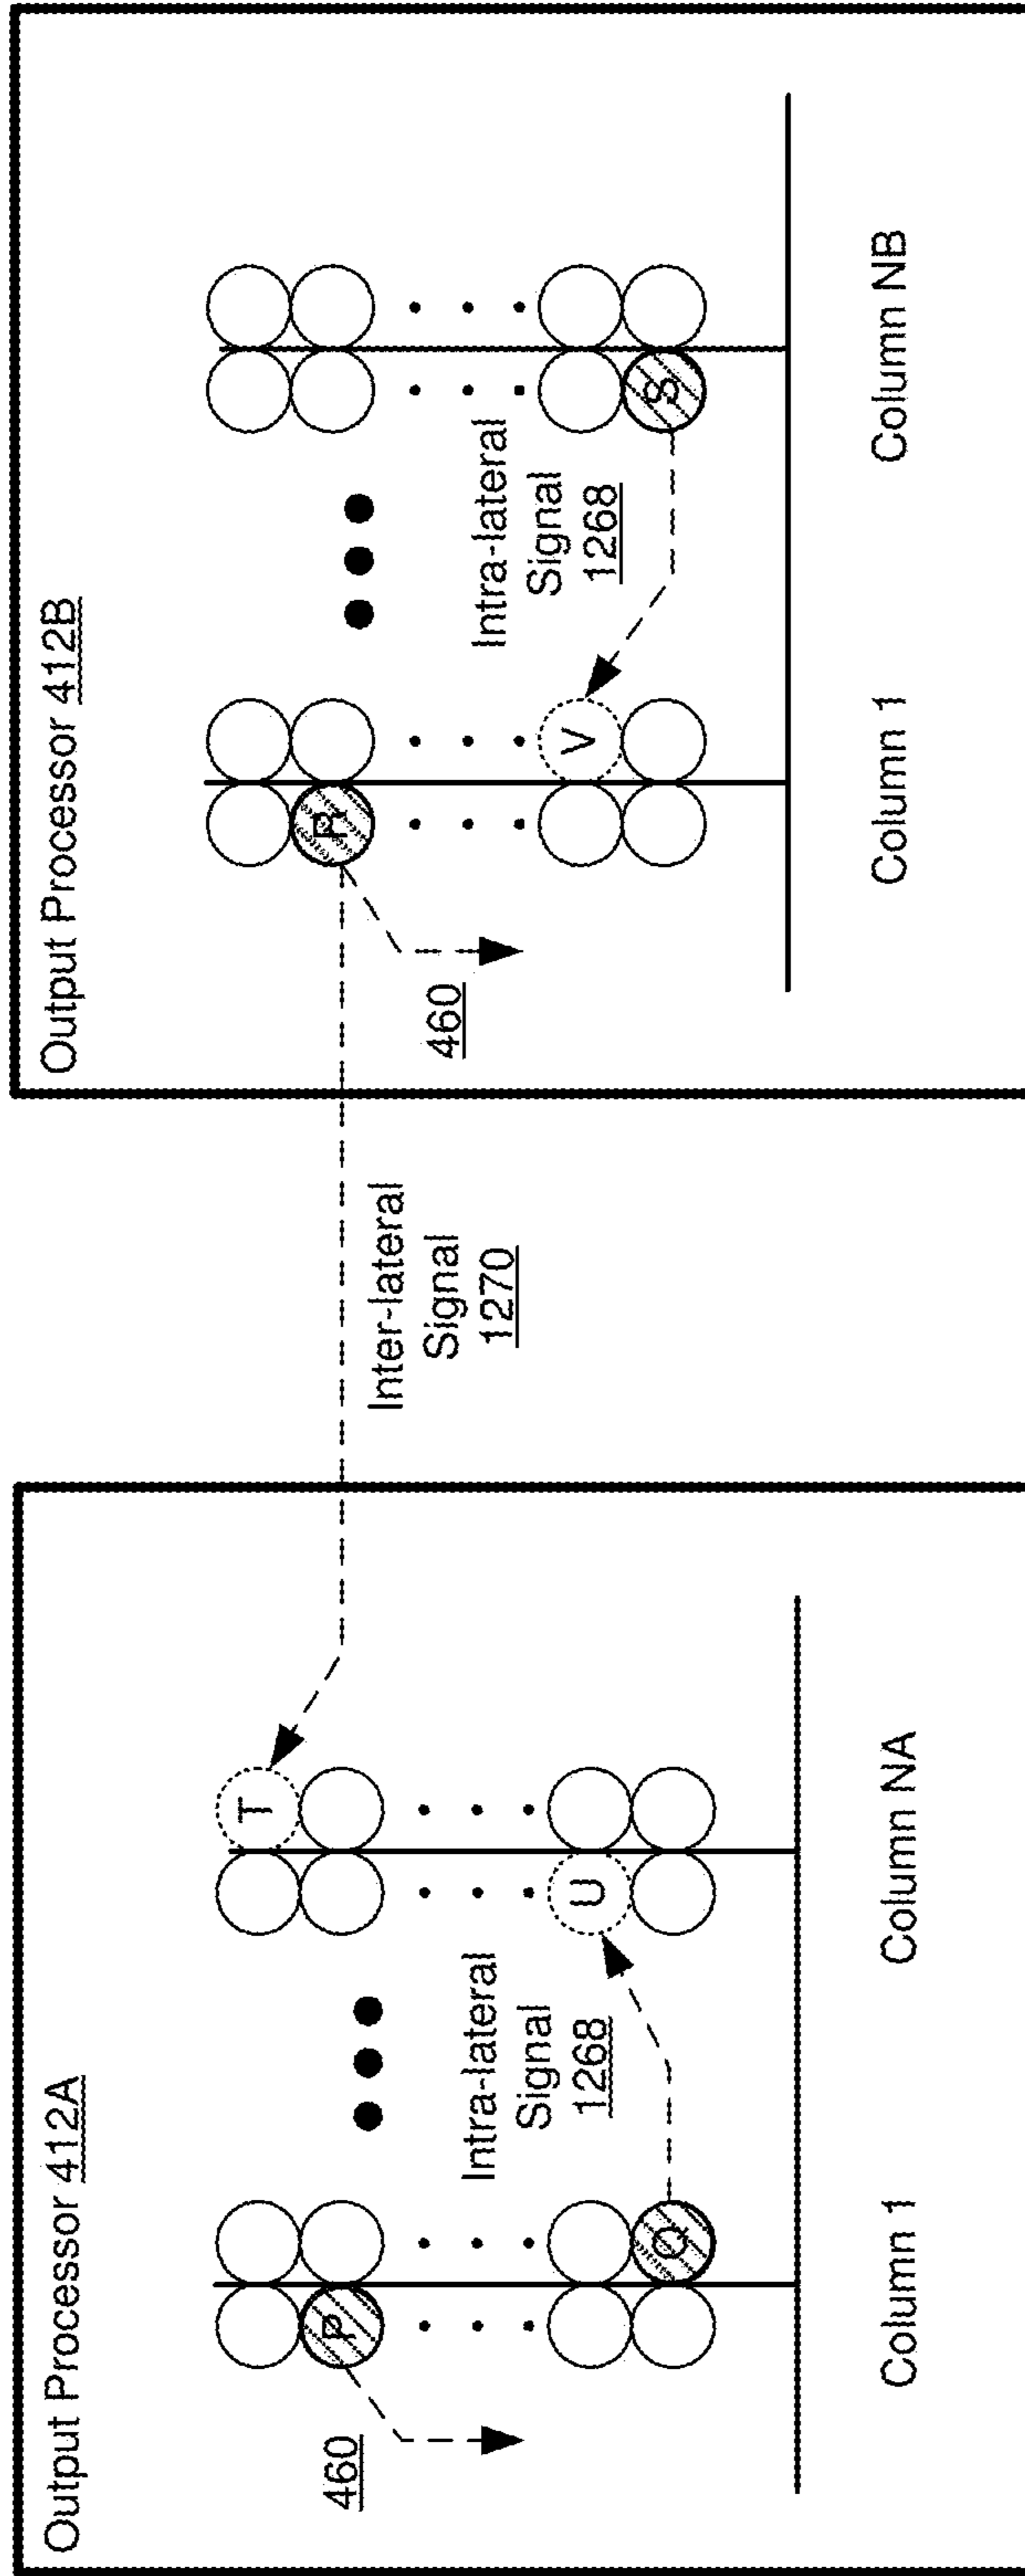 Output Processor 412A
P
T
460
Intra-lateral
Signal
1268
U
Q
Column 1
Column NA
Inter-lateral
Signal
1270
Output Processor 412B
R
460
Intra-lateral
Signal
1268
V
S
Column 1
Column NB